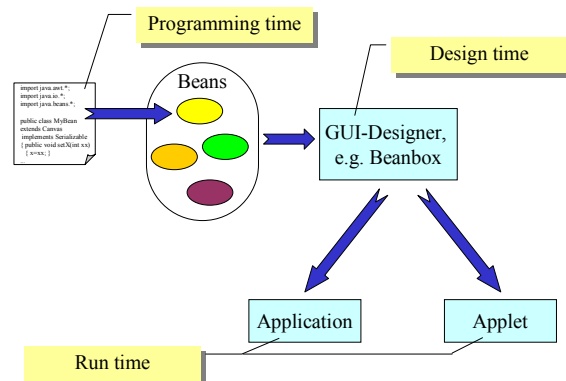 Programming time
Design time
import java.awt.*;
import java.io.*;
import java.beans.*;
public class MyBean
extends Canvas
implements Serializable
{ public void setX(int xx)
{ x=xx; }
...
Beans
GUI-Designer,
e.g. Beanbox
Application
Applet
Run time